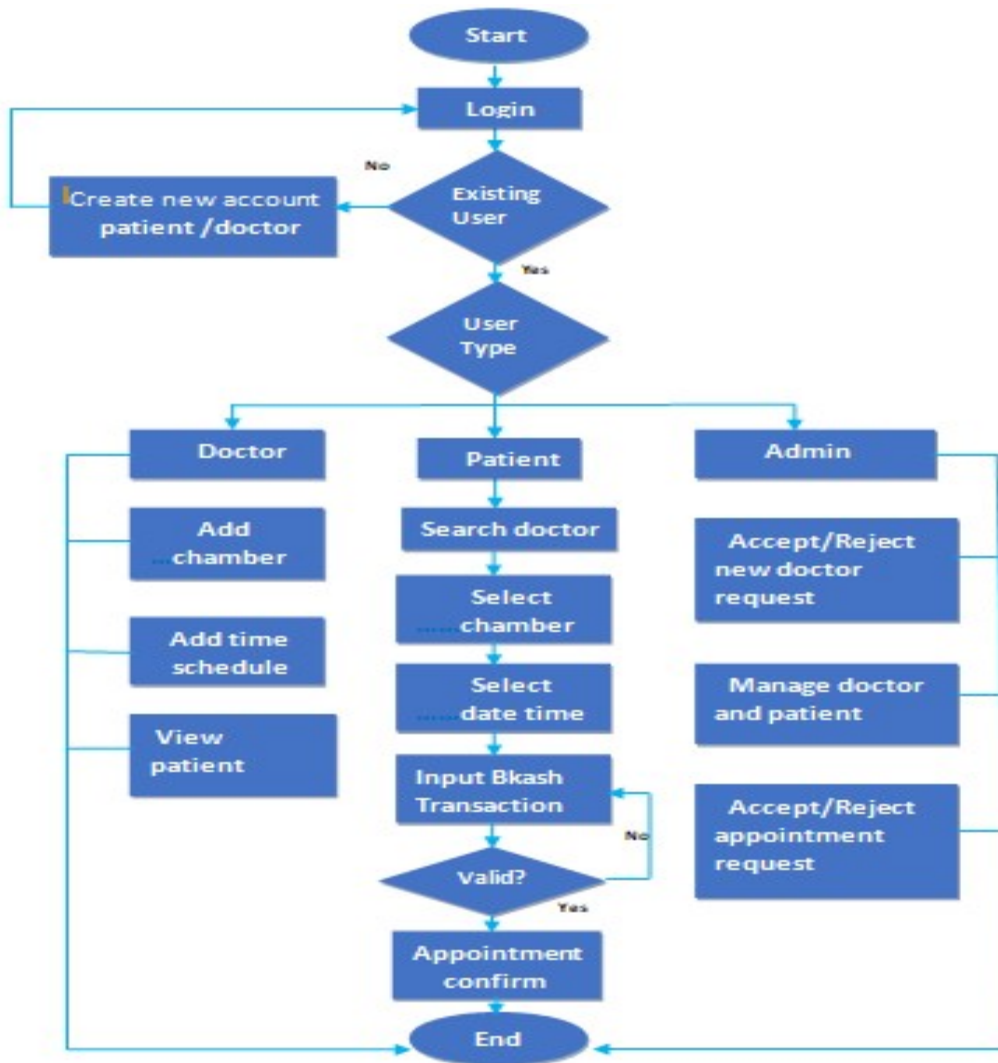 Start
Login
No
Existing
User
Create new account
patient /doctor
Yes
User
Type
Doctor
Patient
Admin
Add
...chamber
Add time
schedule
View
patient
Search doctor
Select
......chamber
Select
......date time
Input Bkash
Transaction
No
Valid?
Yes
Appointment
confirm
Accept/Reject
new doctor
request
Manage doctor
and patient
Accept/Reject
appointment
request
End